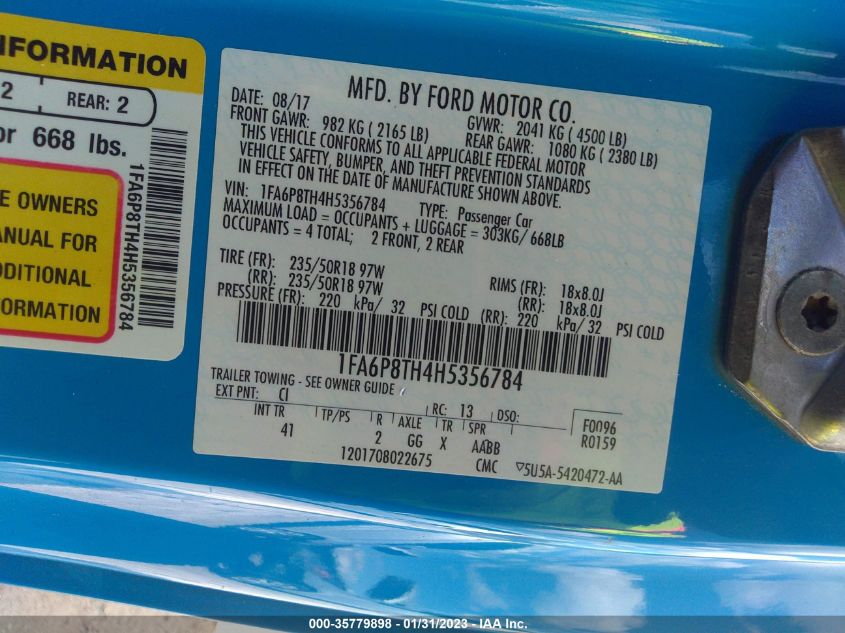 INFORMATION
2 REAR: 2
or 668 lbs.
E OWNERS
ANUAL FOR
DDITIONAL
FORMATION
1FA6P8TH4H5356784
MFD. BY FORD MOTOR CO.
DATE: 08/17 GVWR: 2041 KG ( 4500 LB)
FRONT GAWR: 982 KG ( 2165 LB) REAR GAWR: 1080 KG ( 2380 LB)
THIS VEHICLE CONFORMS TO ALL APPLICABLE FEDERAL MOTOR
VEHICLE SAFETY, BUMPER, AND THEFT PREVENTION STANDARDS
IN EFFECT ON THE DATE OF MANUFACTURE SHOWN ABOVE.
VIN: 1FA6P8TH4H5356784 TYPE: Passenger Car
MAXIMUM LOAD = OCCUPANTS + LUGGAGE = 303KG/ 668LB
OCCUPANTS = 4 TOTAL; 2 FRONT, 2 REAR
TIRE (FR): 235/50R18 97W RIMS (FR): 18x8.0J
(RR): 235/50R18 97W (RR): 18x8.0J
PRESSURE (FR): 220 kPa/ 32 PSI COLD (RR): 220 kPa/32 PSI COLD
1FA6P8TH4H5356784
TRAILER TOWING - SEE OWNER GUIDE
EXT PNT: CI RC: 13 DSO: F0096
INT TR TP/PS R AXLE TR SPR R0159
41 2 GG X AABB
1201708022675 CMC ▽5U5A-5420472-AA
000-35779898 - 01/31/2023 - IAA Inc.